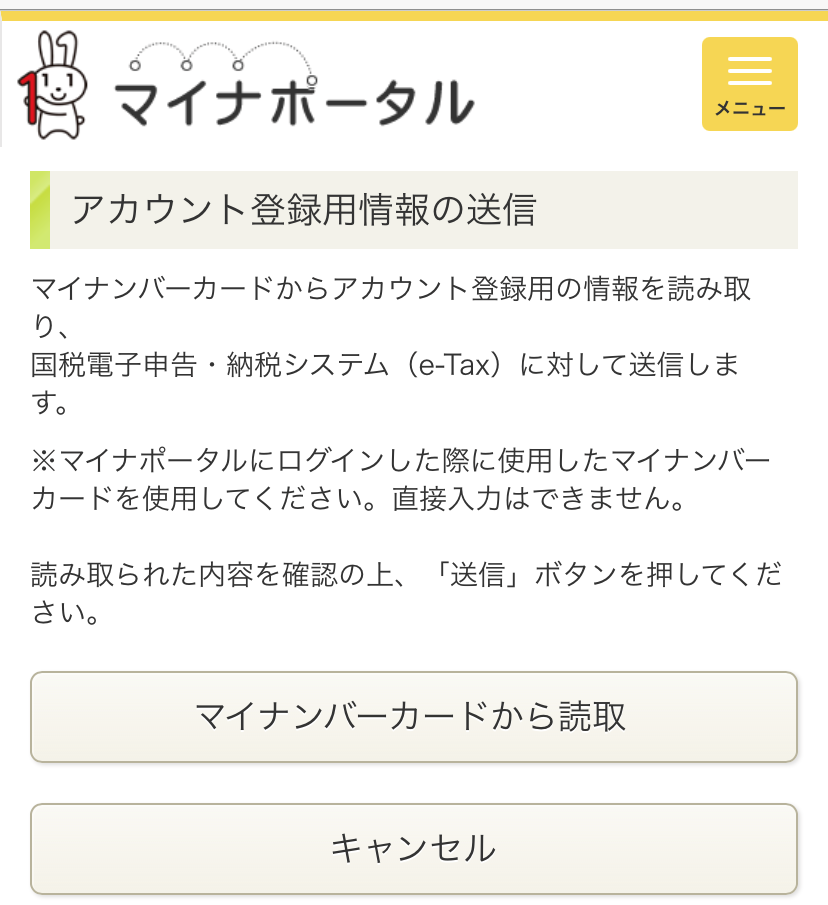 マイナポータル
メニュー
アカウント登録用情報の送信
マイナンバーカードからアカウント登録用の情報を読み取
り、
国税電子申告・納税システム（e-Tax）に対して送信しま
す。
※マイナポータルにログインした際に使用したマイナンバー
カードを使用してください。直接入力はできません。
読み取られた内容を確認の上、「送信」ボタンを押してくだ
さい。
マイナンバーカードから読取
キャンセル